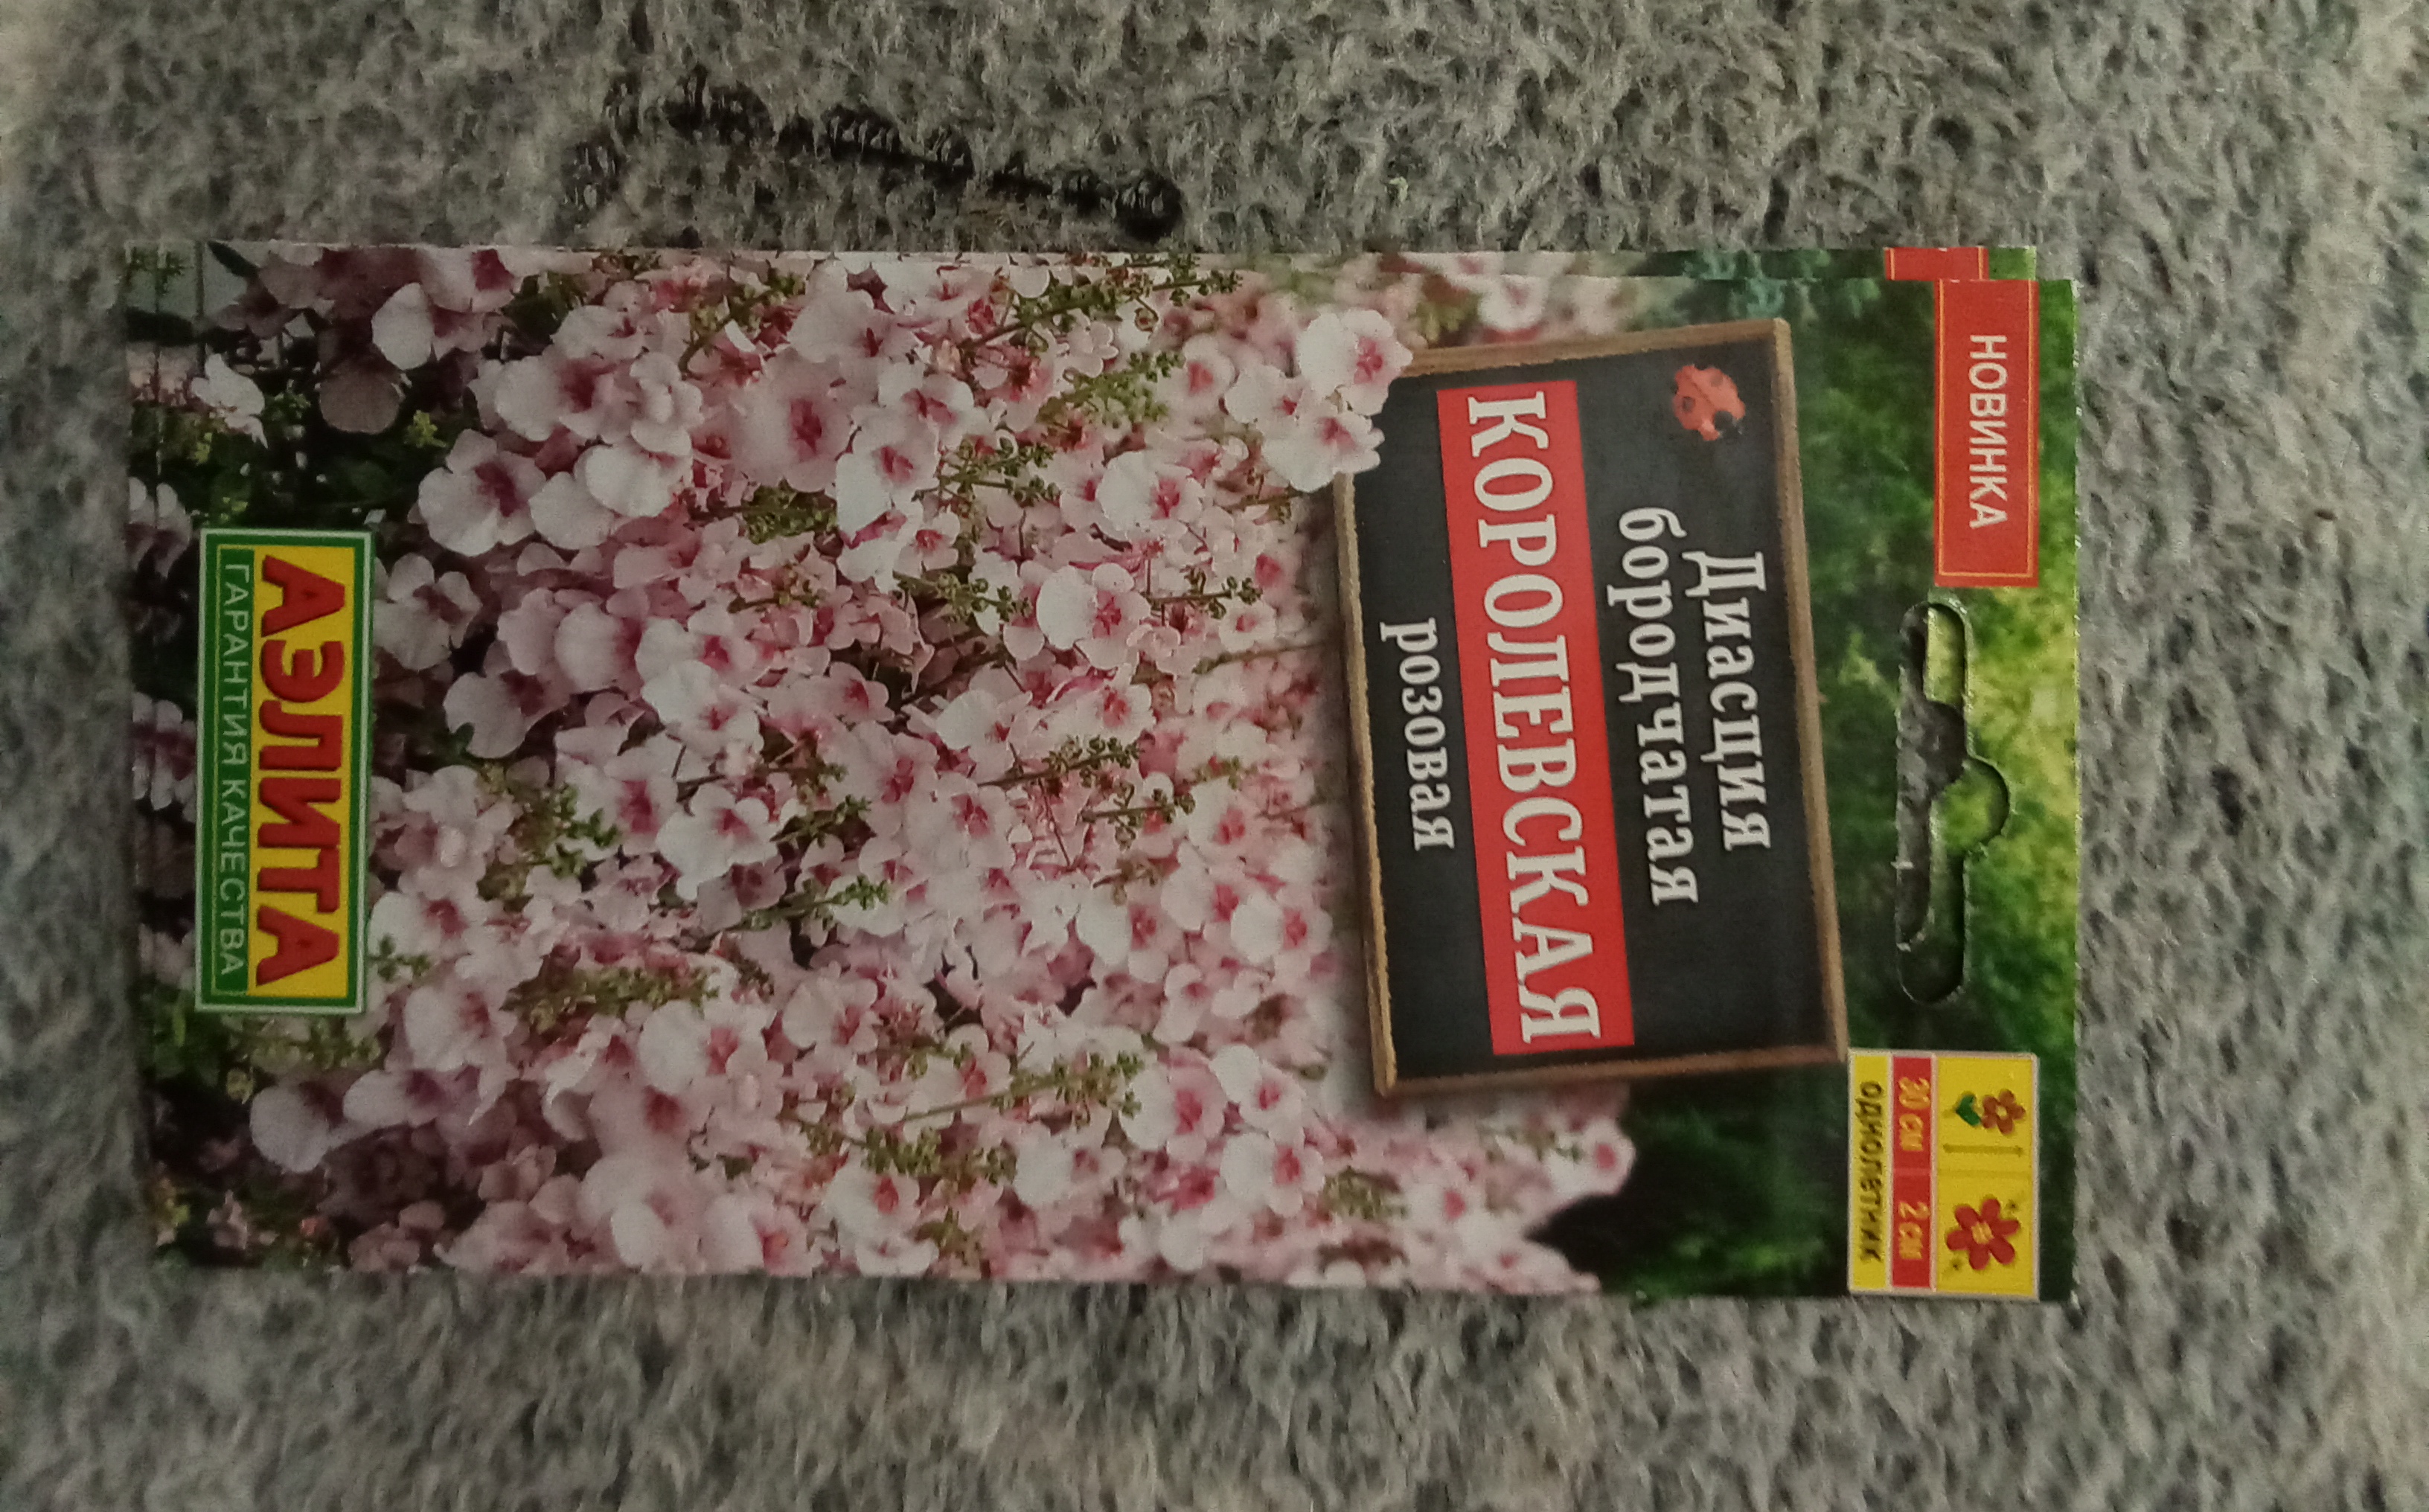 НОВИНКА
30 см 2 см
однолетник
Диасция
бородчатая
КОРОЛЕВСКАЯ
розовая
АЭЛИТА
ГАРАНТИЯ КАЧЕСТВА